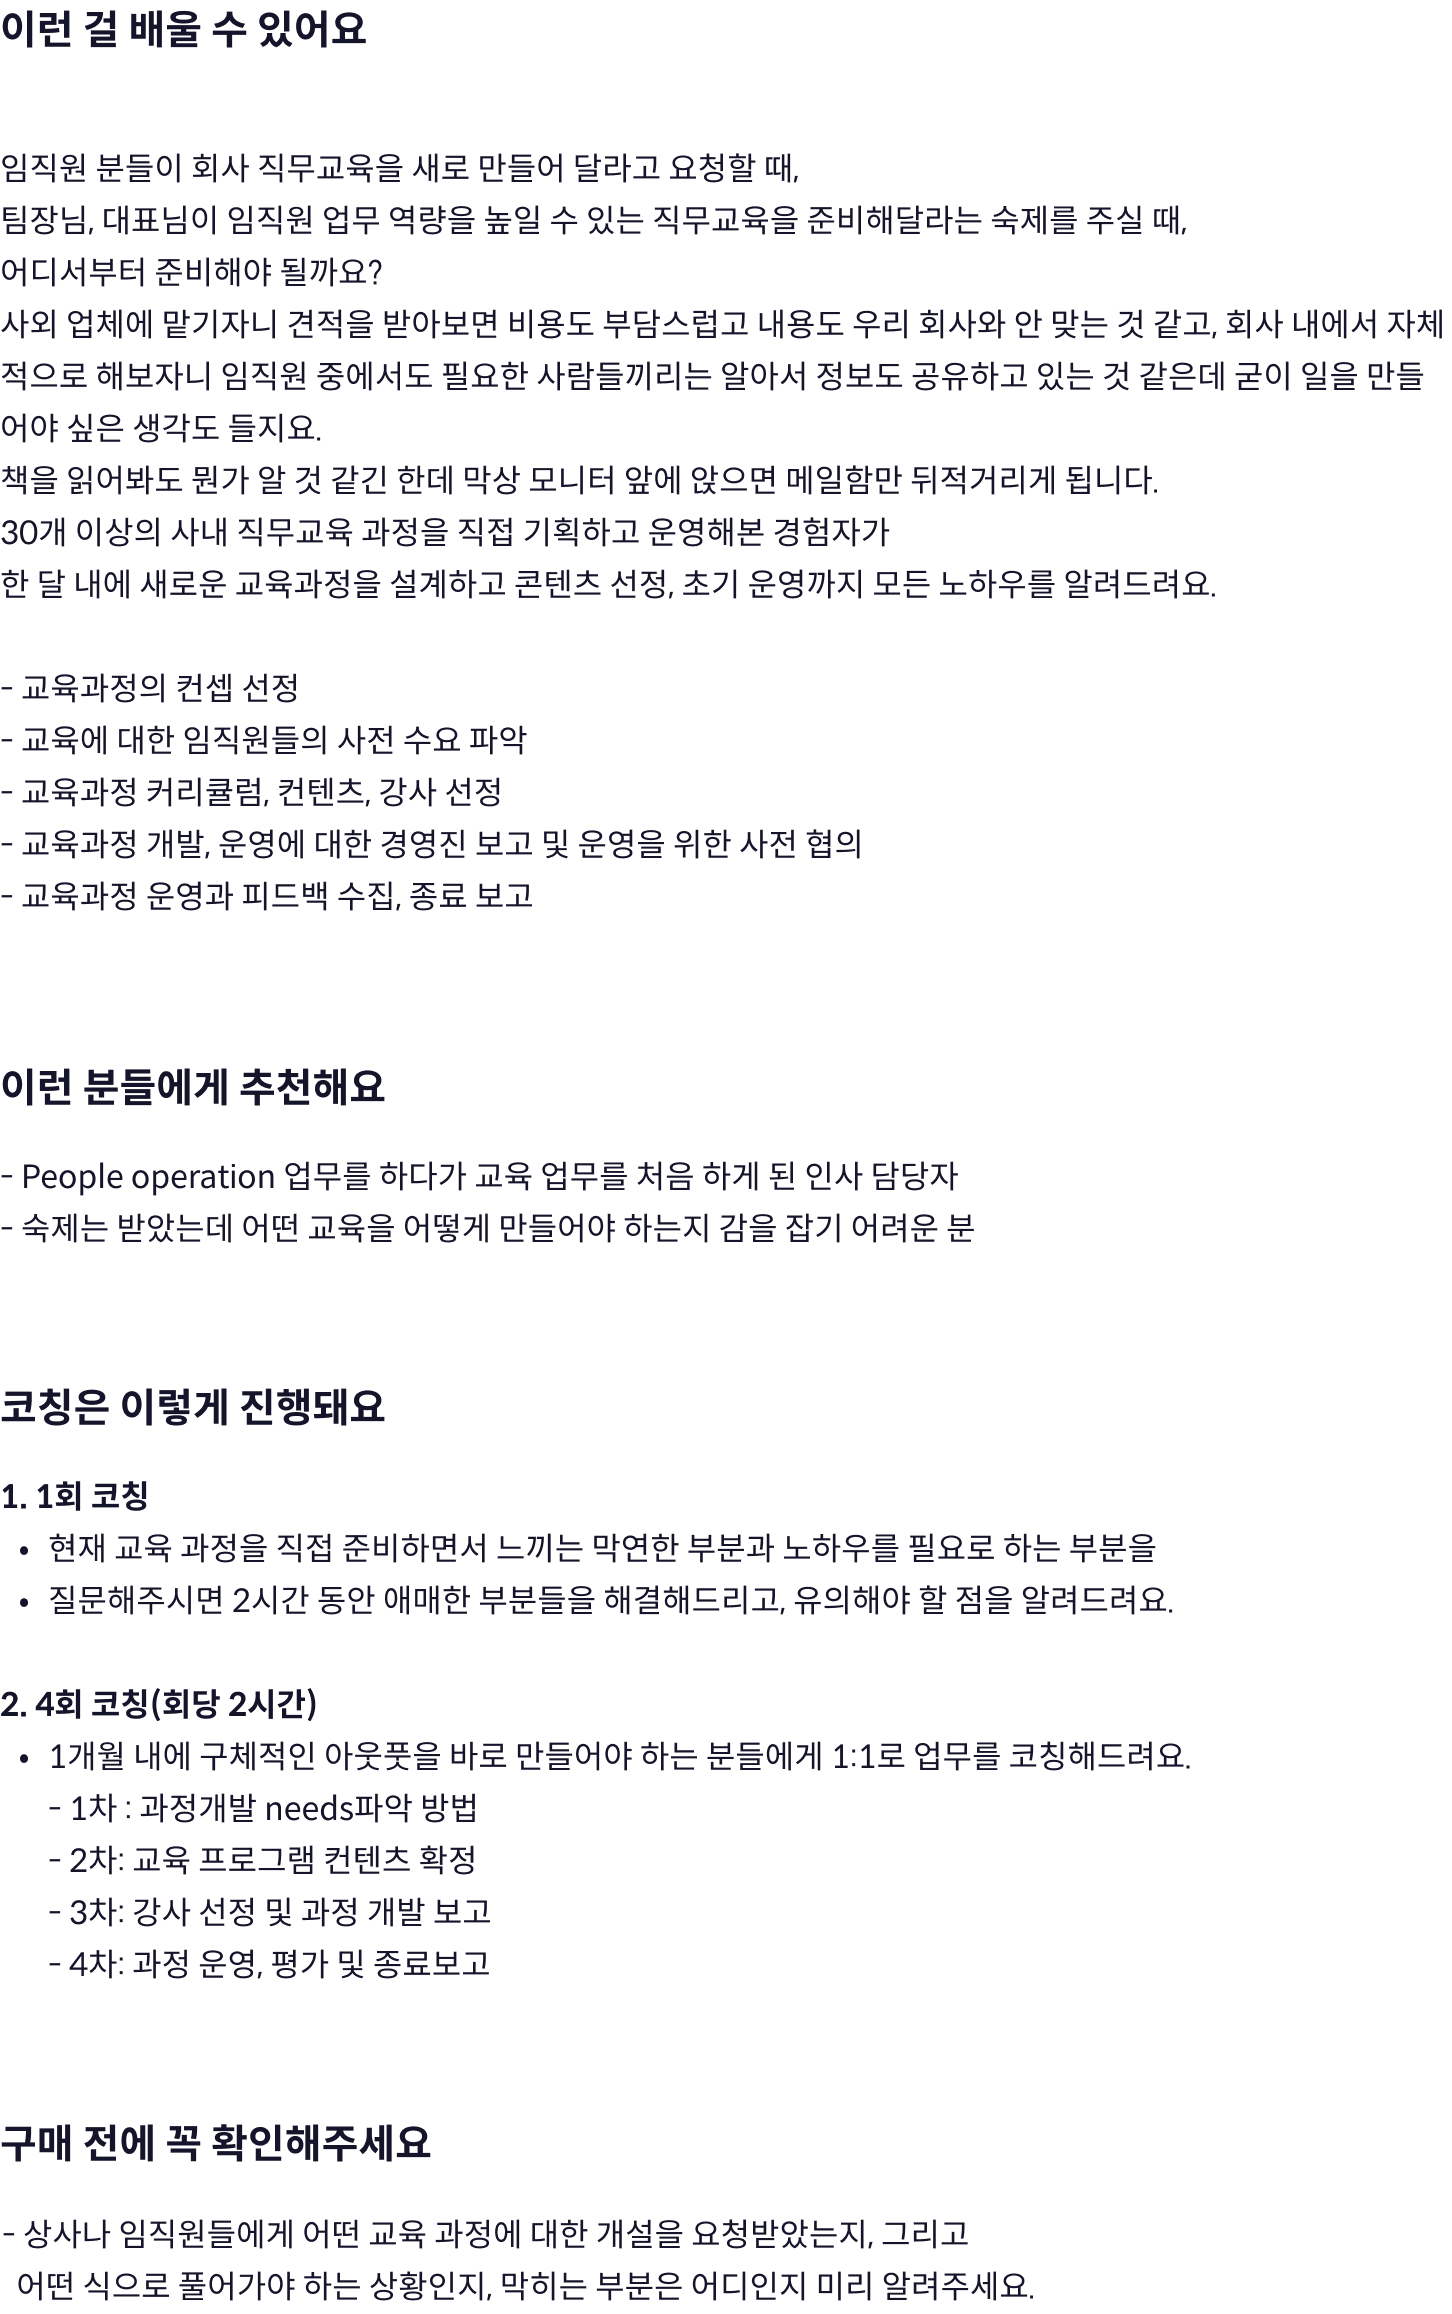 이런 걸 배울 수 있어요
임직원 분들이 회사 직무교육을 새로 만들어 달라고 요청할 때,
팀장님, 대표님이 임직원 업무 역량을 높일 수 있는 직무교육을 준비해달라는 숙제를 주실 때,
어디서부터 준비해야 될까요?
사외 업체에 맡기자니 견적을 받아보면 비용도 부담스럽고 내용도 우리 회사와 안 맞는 것 같고, 회사 내에서 자체
적으로 해보자니 임직원 중에서도 필요한 사람들끼리는 알아서 정보도 공유하고 있는 것 같은데 굳이 일을 만들
어야 싶은 생각도 들지요.
책을 읽어봐도 뭔가 알 것 같긴 한데 막상 모니터 앞에 앉으면 메일함만 뒤적거리게 됩니다.
30개 이상의 사내 직무교육 과정을 직접 기획하고 운영해본 경험자가
한 달 내에 새로운 교육과정을 설계하고 콘텐츠 선정, 초기 운영까지 모든 노하우를 알려드려요.
- 교육과정의 컨셉 선정
- 교육에 대한 임직원들의 사전 수요 파악
- 교육과정 커리큘럼, 컨텐츠, 강사 선정
- 교육과정 개발, 운영에 대한 경영진 보고 및 운영을 위한 사전 협의
- 교육과정 운영과 피드백 수집, 종료 보고
이런 분들에게 추천해요
- People operation 업무를 하다가 교육 업무를 처음 하게 된 인사 담당자
- 숙제는 받았는데 어떤 교육을 어떻게 만들어야 하는지 감을 잡기 어려운 분
코칭은 이렇게 진행돼요
1. 1회 코칭
• 현재 교육 과정을 직접 준비하면서 느끼는 막연한 부분과 노하우를 필요로 하는 부분을
• 질문해주시면 2시간 동안 애매한 부분들을 해결해드리고, 유의해야 할 점을 알려드려요.
2. 4회 코칭(회당 2시간)
• 1개월 내에 구체적인 아웃풋을 바로 만들어야 하는 분들에게 1:1로 업무를 코칭해드려요.
- 1차 : 과정개발 needs파악 방법
- 2차: 교육 프로그램 컨텐츠 확정
- 3차: 강사 선정 및 과정 개발 보고
- 4차: 과정 운영, 평가 및 종료보고
구매 전에 꼭 확인해주세요
- 상사나 임직원들에게 어떤 교육 과정에 대한 개설을 요청받았는지, 그리고
어떤 식으로 풀어가야 하는 상황인지, 막히는 부분은 어디인지 미리 알려주세요.